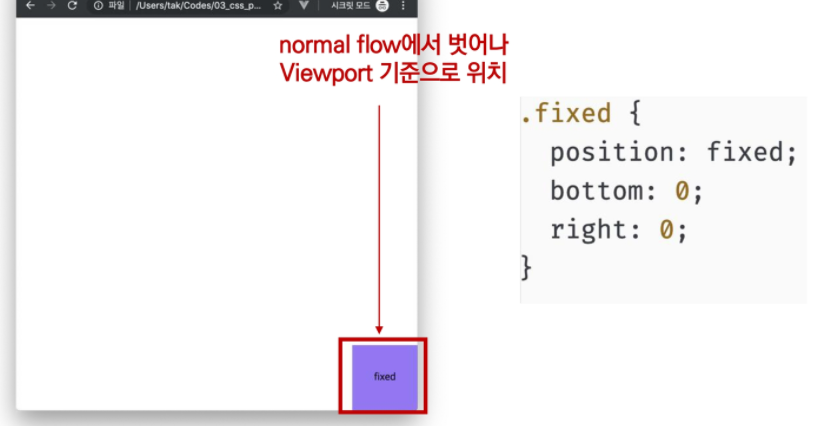 파일 /Users/tak/Codes/03_css_p... 시크릿 모드
normal flow에서 벗어나
Viewport 기준으로 위치
.fixed {
position: fixed;
bottom: 0;
right: 0;
}
fixed